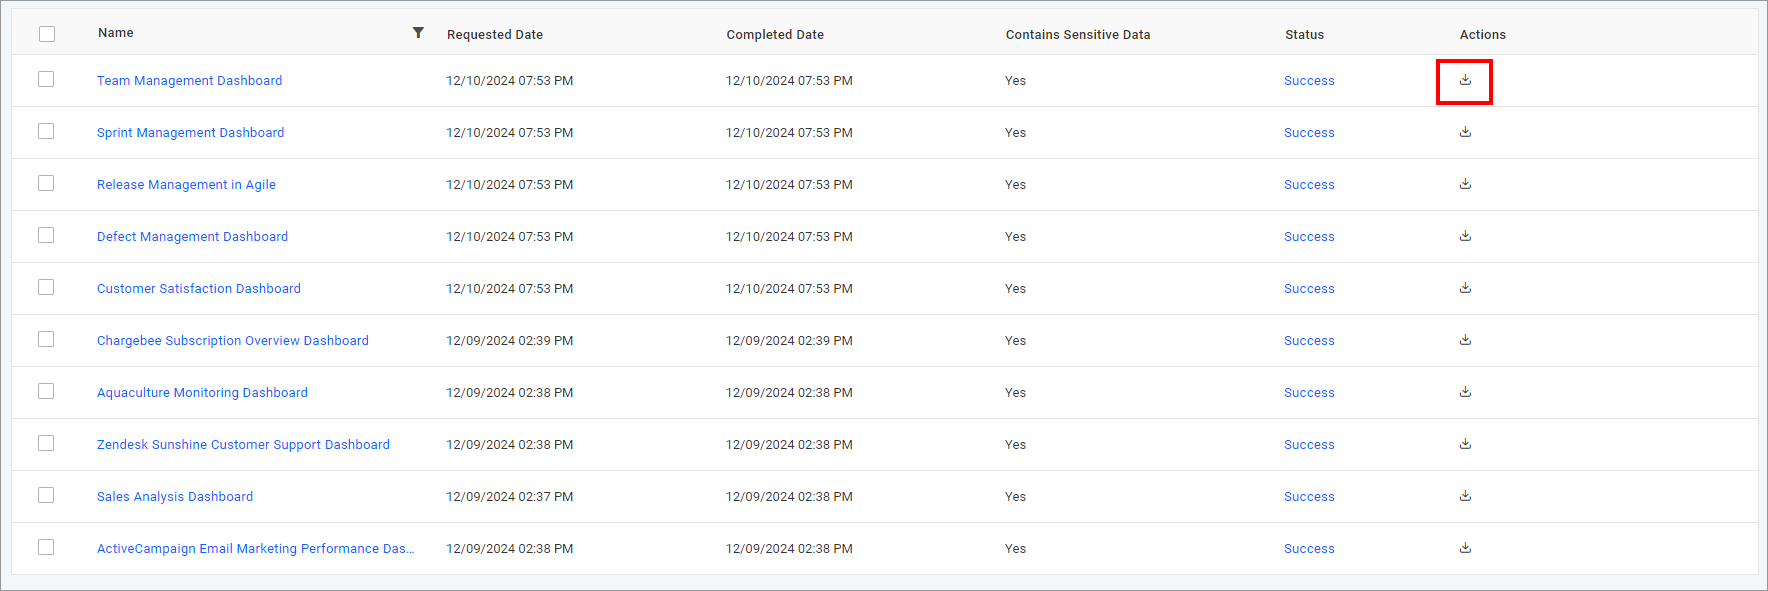 Name Requested Date Completed Date Contains Sensitive Data Status Actions
Team Management Dashboard 12/10/2024 07:53 PM 12/10/2024 07:53 PM Yes Success
Sprint Management Dashboard 12/10/2024 07:53 PM 12/10/2024 07:53 PM Yes Success
Release Management in Agile 12/10/2024 07:53 PM 12/10/2024 07:53 PM Yes Success
Defect Management Dashboard 12/10/2024 07:53 PM 12/10/2024 07:53 PM Yes Success
Customer Satisfaction Dashboard 12/10/2024 07:53 PM 12/10/2024 07:53 PM Yes Success
Chargebee Subscription Overview Dashboard 12/09/2024 02:39 PM 12/09/2024 02:39 PM Yes Success
Aquaculture Monitoring Dashboard 12/09/2024 02:38 PM 12/09/2024 02:38 PM Yes Success
Zendesk Sunshine Customer Support Dashboard 12/09/2024 02:38 PM 12/09/2024 02:38 PM Yes Success
Sales Analysis Dashboard 12/09/2024 02:37 PM 12/09/2024 02:38 PM Yes Success
ActiveCampaign Email Marketing Performance Das... 12/09/2024 02:38 PM 12/09/2024 02:38 PM Yes Success